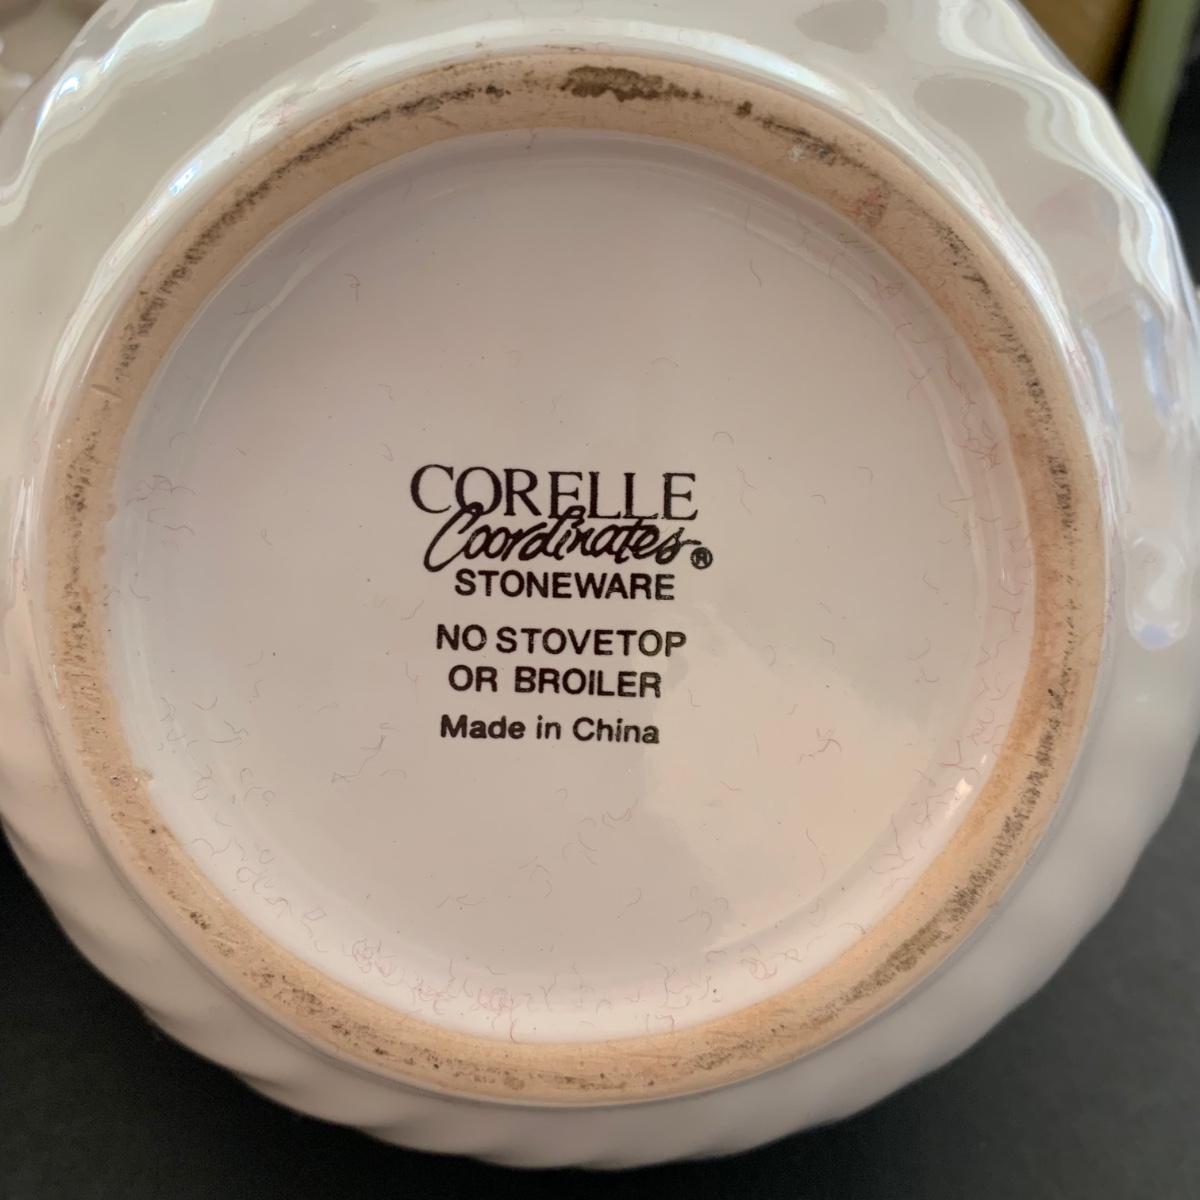 CORELLE
Coordinates®
STONEWARE
NO STOVETOP
OR BROILER
Made in China